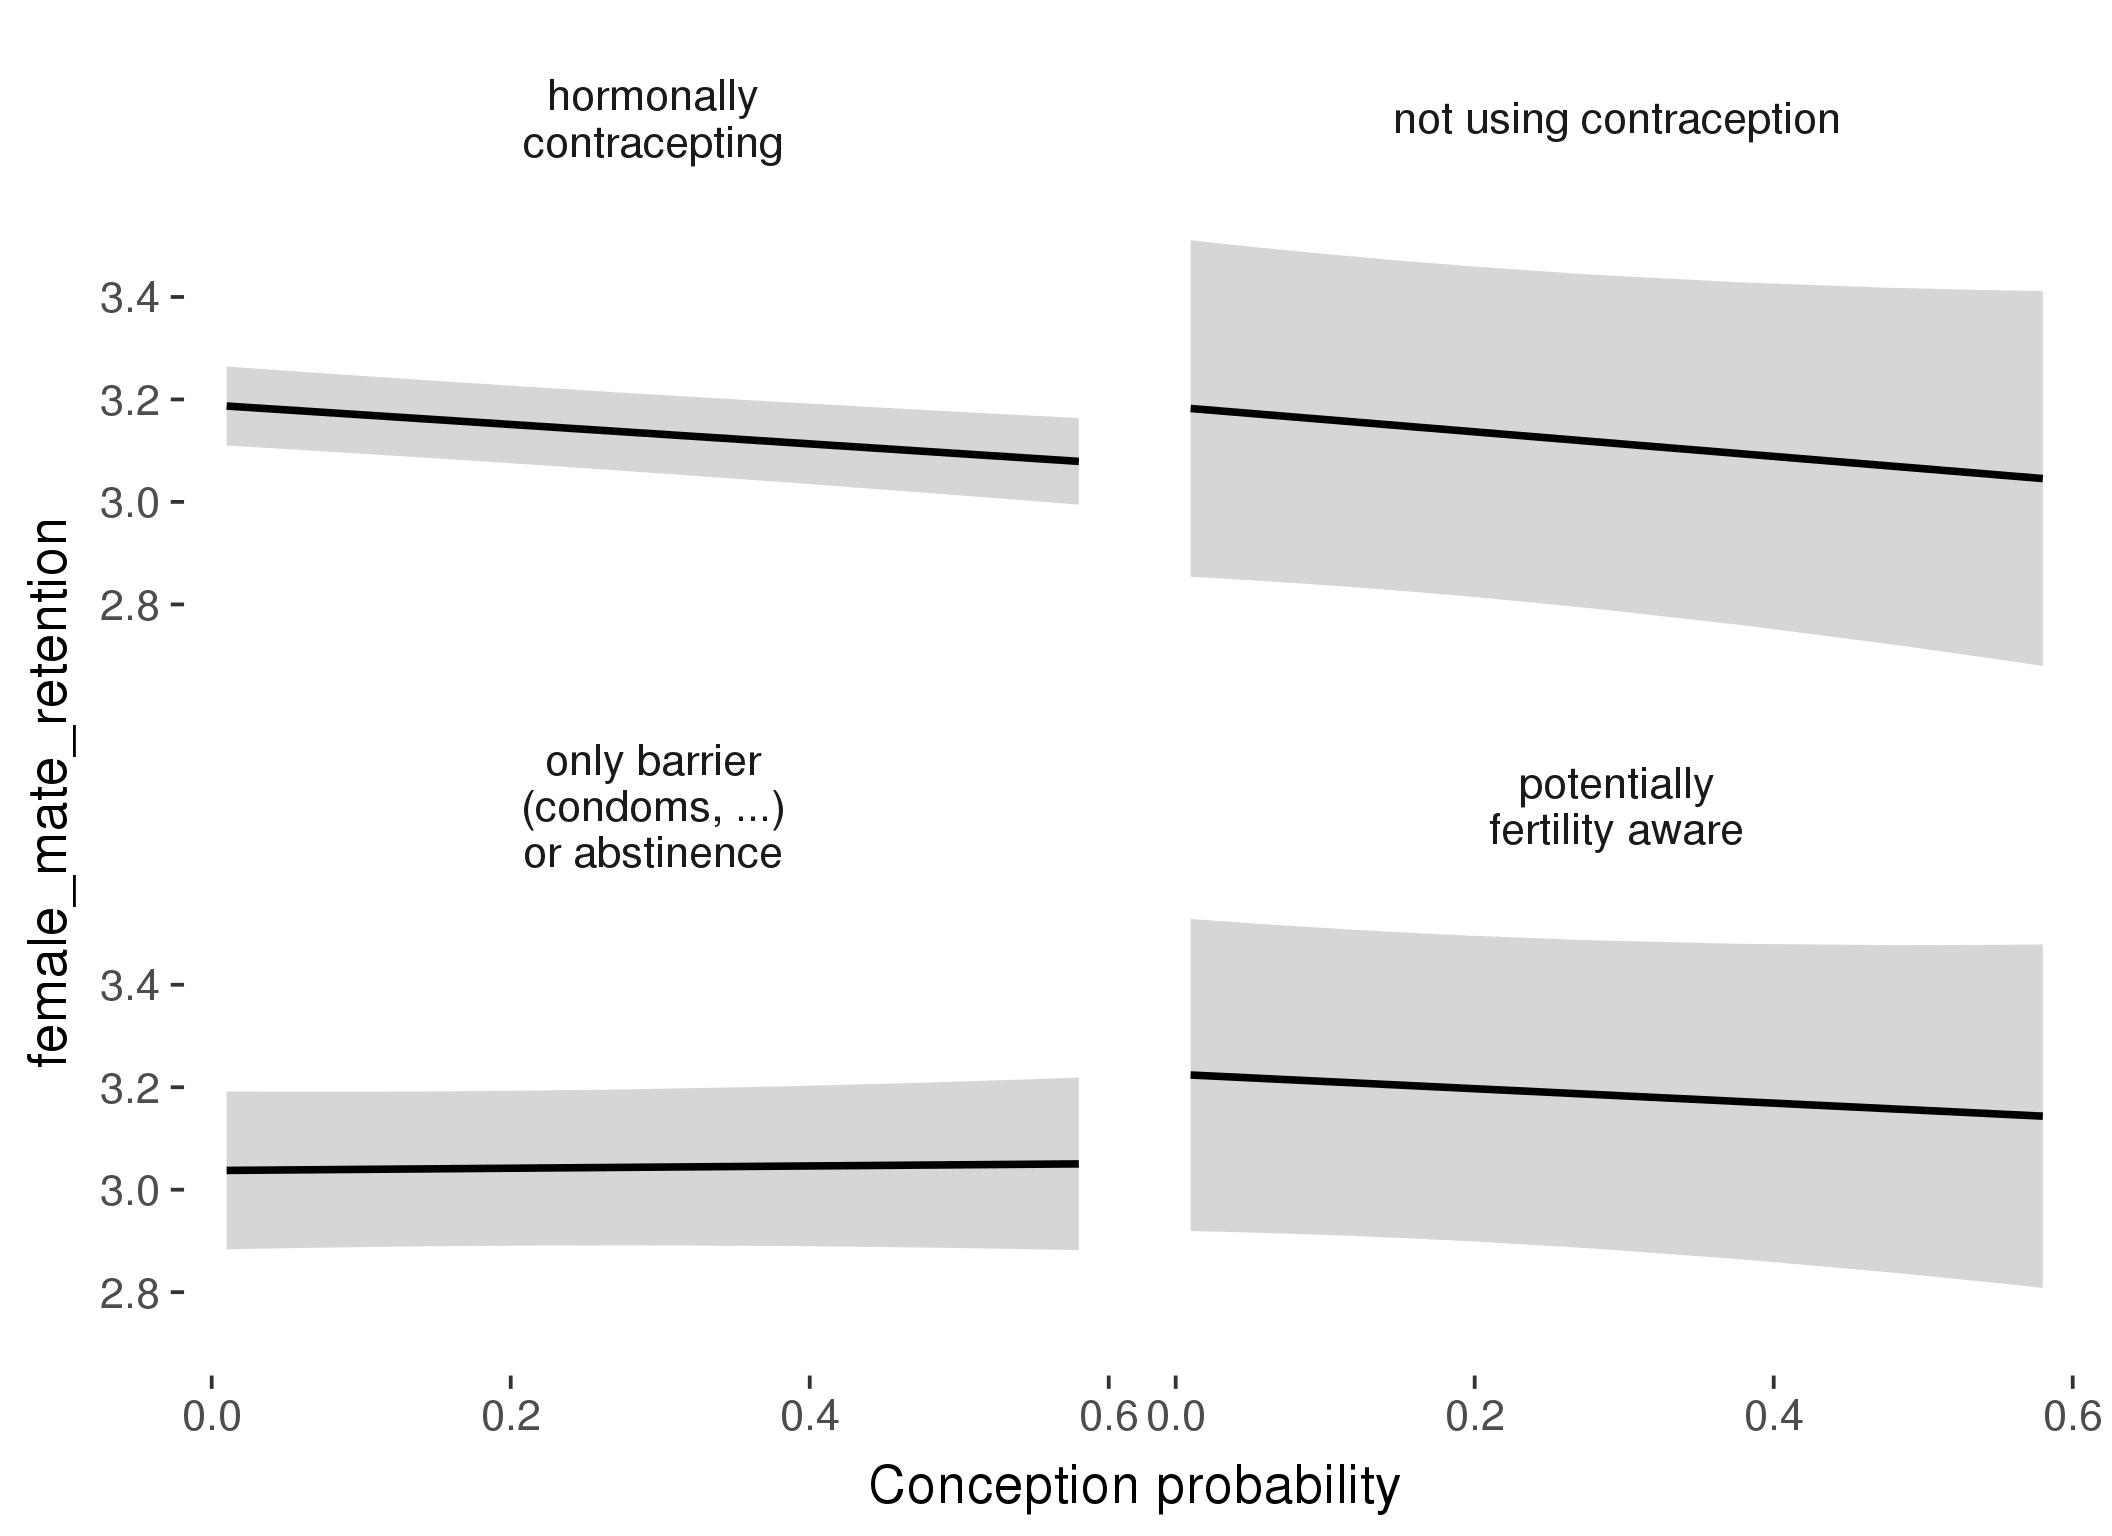 hormonally
contracepting
not using contraception
3.4
3.2
3.0
2.8
only barrier
(condoms, ...)
or abstinence
potentially
fertility aware
3.4
3.2
3.0
2.8
female_mate_retention
0.0 0.2 0.4 0.6 0.0 0.2 0.4 0.6
Conception probability